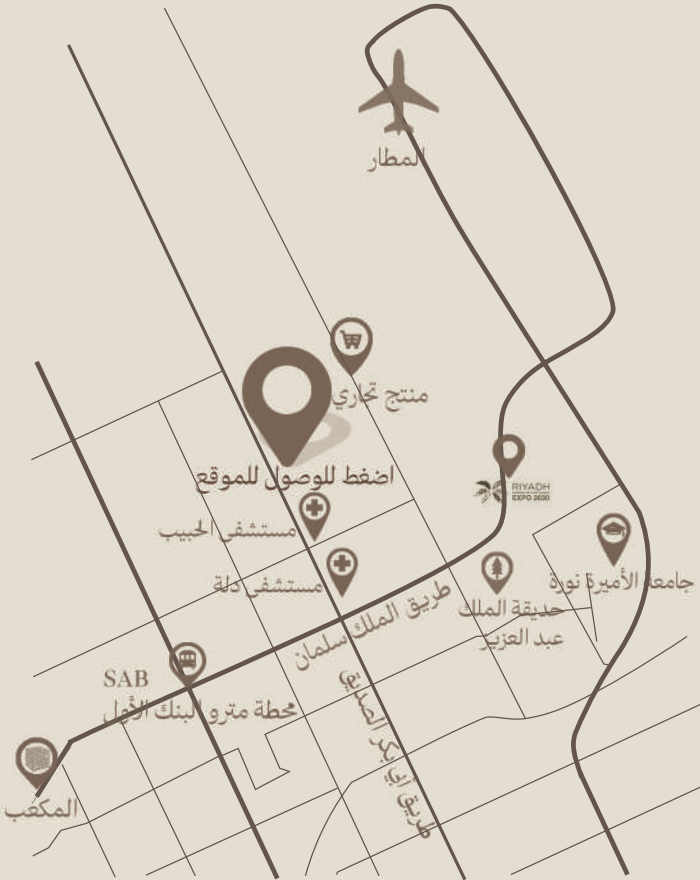 المطار
منتج تجاري
اضغط للوصول للموقع
RIYADH
EXPO 2030
مستشفى الحبيب
مستشفى دلة
جامعة الأميرة نورة
حديقة الملك
عبد العزيز
طريق الملك سلمان
طريق أبي بكر الصديق
SAB
محطة مترو البنك الأول
المكعب